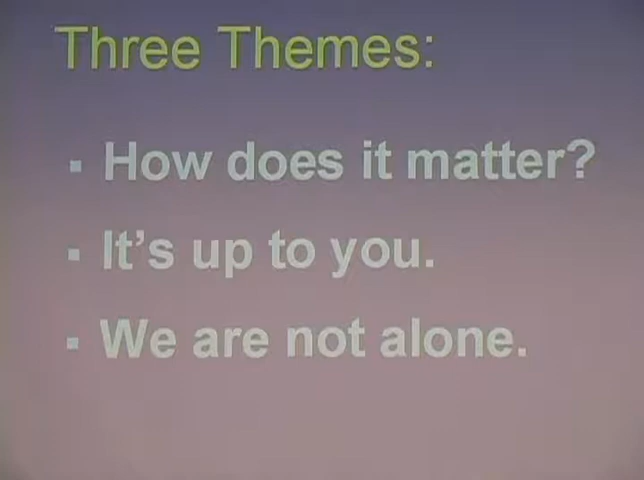 Three Themes:
▪ How does it matter?
▪ It's up to you.
▪ We are not alone.